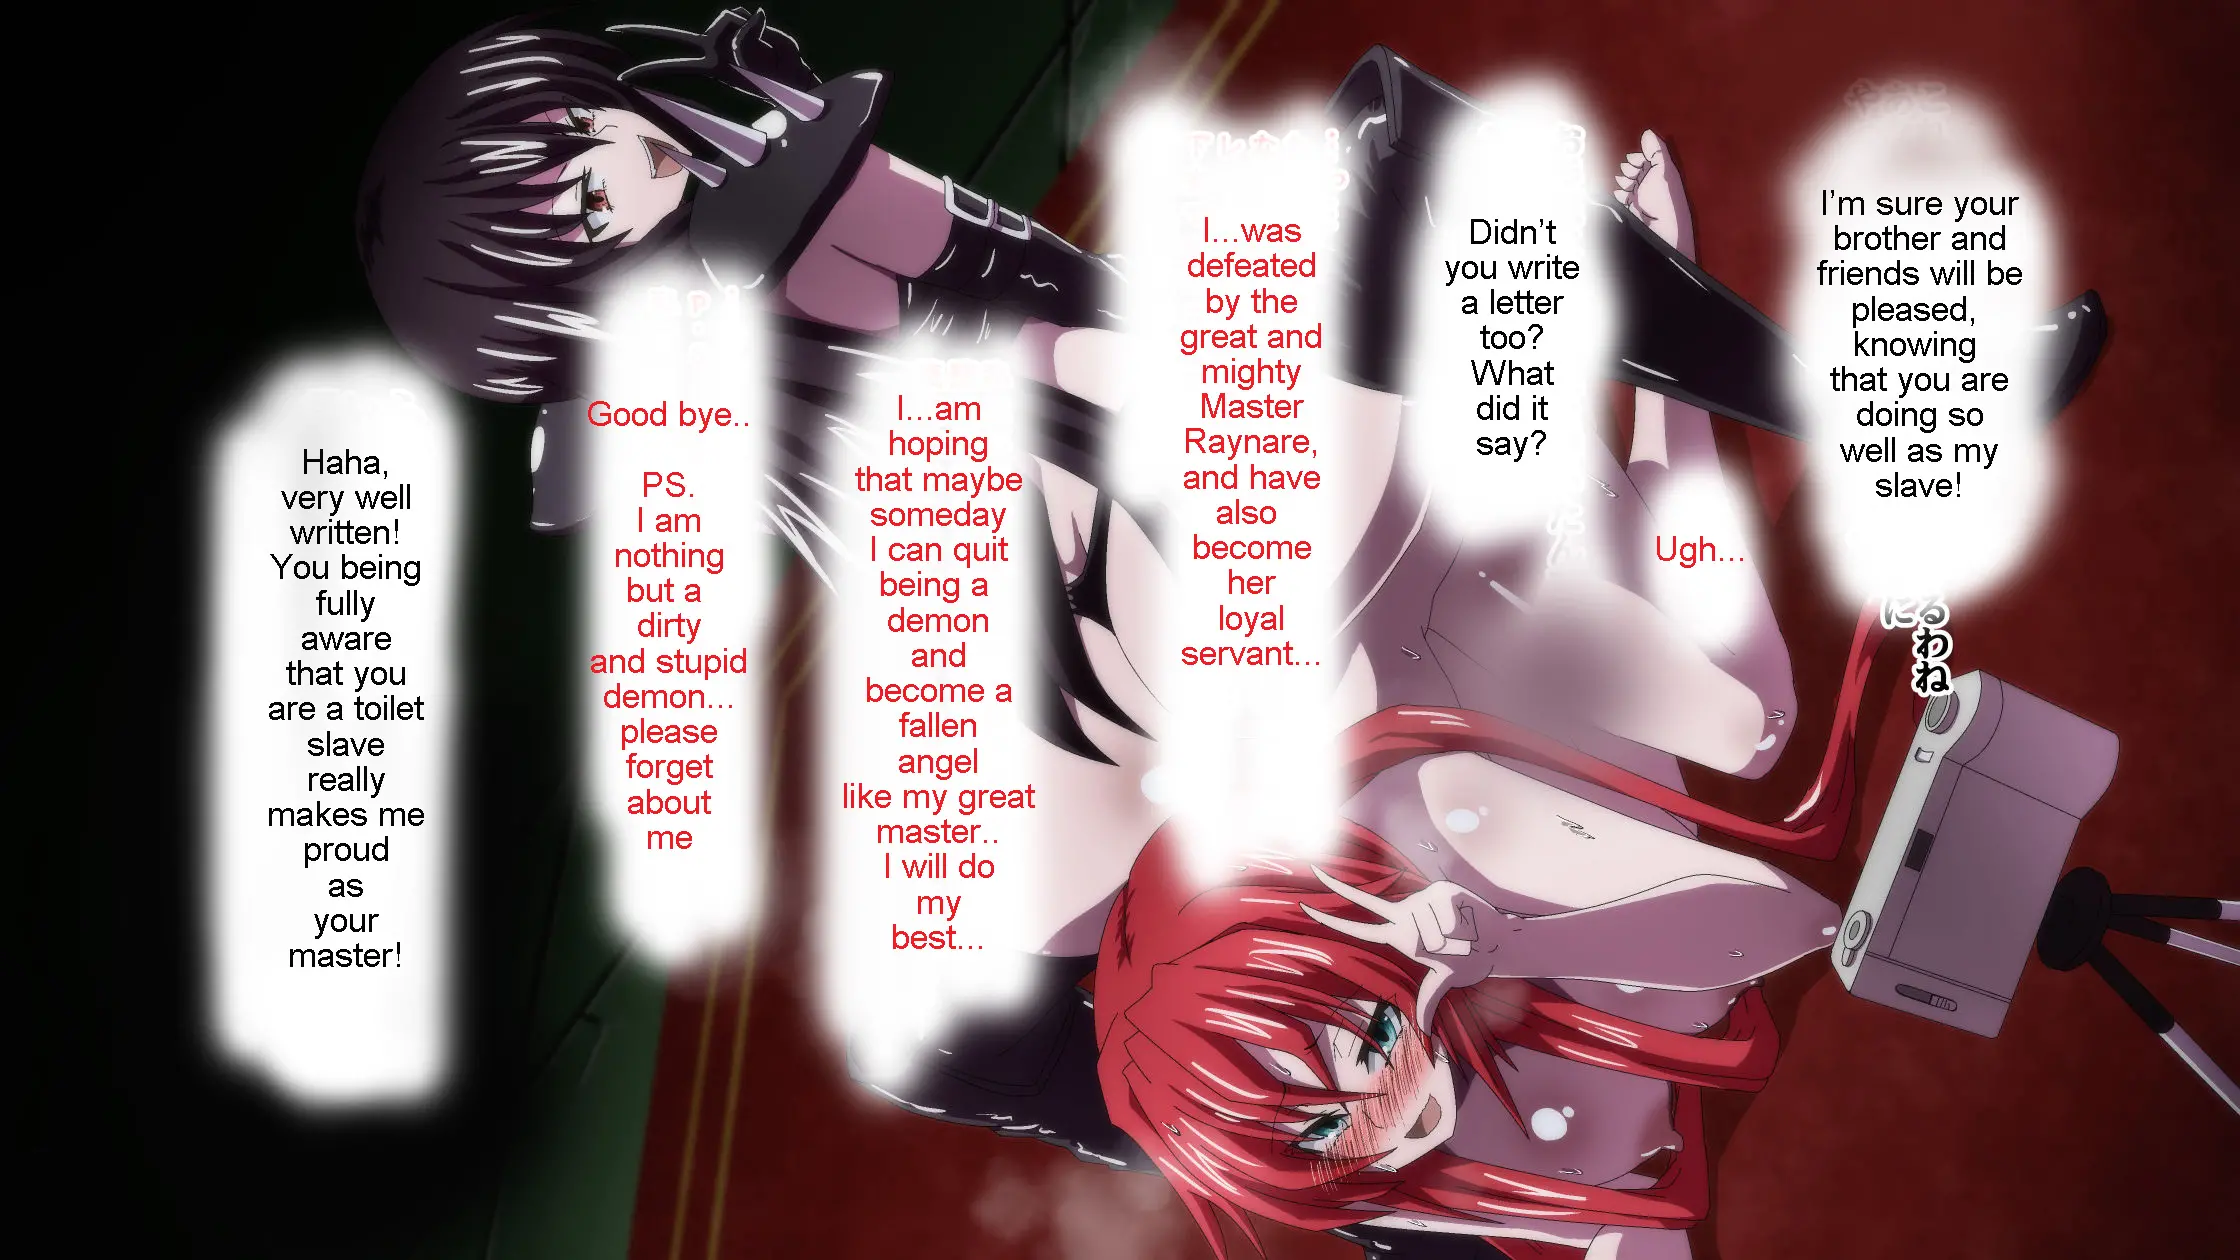 I'm sure your
brother and
friends will be
pleased,
knowing
that you are
doing so
well as my
slave!
るわね
に
Ugh...
Didn't
you write
a letter
too?
What
did it
say?
I...was
defeated
by the
great and
mighty
Master
Raynare,
and have
also
become
her
loyal
servant...
I...am
hoping
that maybe
someday
I can quit
being a
demon
and
become a
fallen
angel
like my great
master..
I will do
my
best...
Good bye..
PS.
I am
nothing
but a
dirty
and stupid
demon...
please
forget
about
me
Haha,
very well
written!
You being
fully
aware
that you
are a toilet
slave
really
makes me
proud
as
your
master!